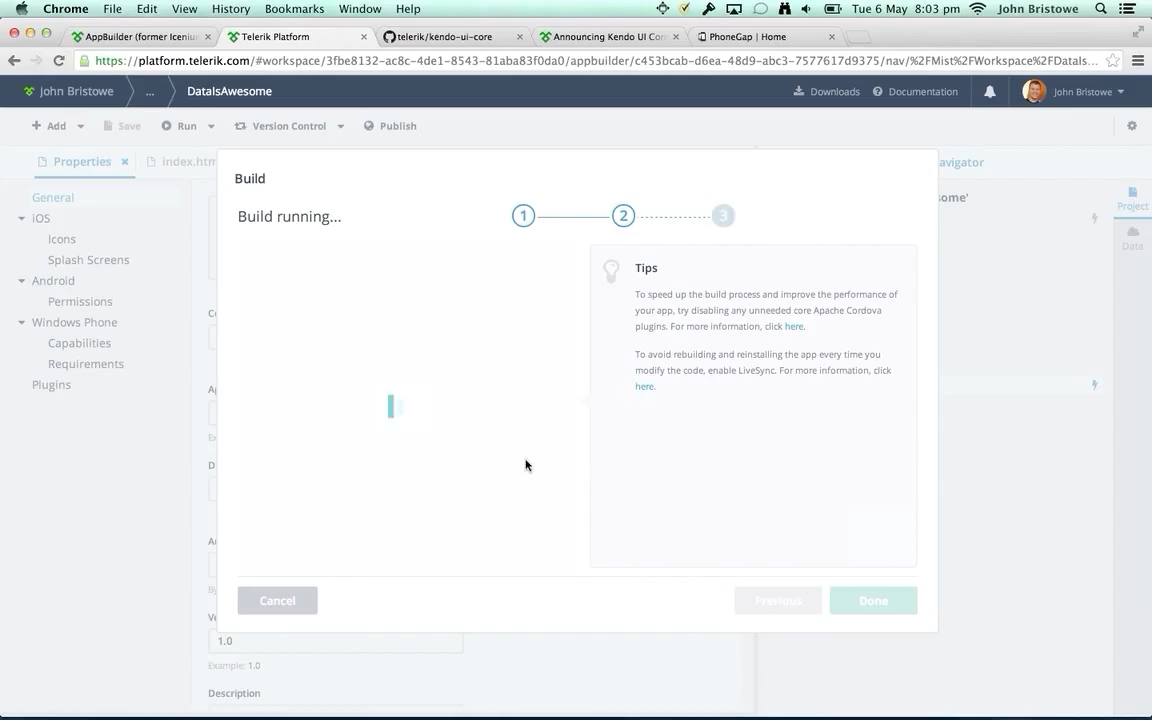 Chrome File Edit View History Bookmarks Window Help Tue 6 May 8:03 pm John Bristowe
AppBuilder (former Icenium
Telerik Platform
telerik/kendo-ui-core
Announcing Kendo UI Cor
PhoneGap | Home
https://platform.telerik.com/#workspace/3fbe8132-ac8c-4de1-8543-81aba83f0da0/appbuilder/c453bcab-d6ea-48d9-abc3-7577617d9375/nav/%2FMist%2FWorkspace%2FDataIs...
John Bristowe ... DataIsAwesome Downloads Documentation John Bristowe
Add Save Run Version Control Publish
Properties index.htm avigator
Build
General
some'
Project
Build running... 1 2 3
iOS
Icons
Data
Splash Screens
Tips
Android
Permissions
To speed up the build process and improve the performance of
your app, try disabling any unneeded core Apache Cordova
plugins. For more information, click here.
Windows Phone
Capabilities
To avoid rebuilding and reinstalling the app every time you
Requirements
modify the code, enable LiveSync. For more information, click
here.
Plugins
Cancel Previous Done
1.0
Example: 1.0
Description